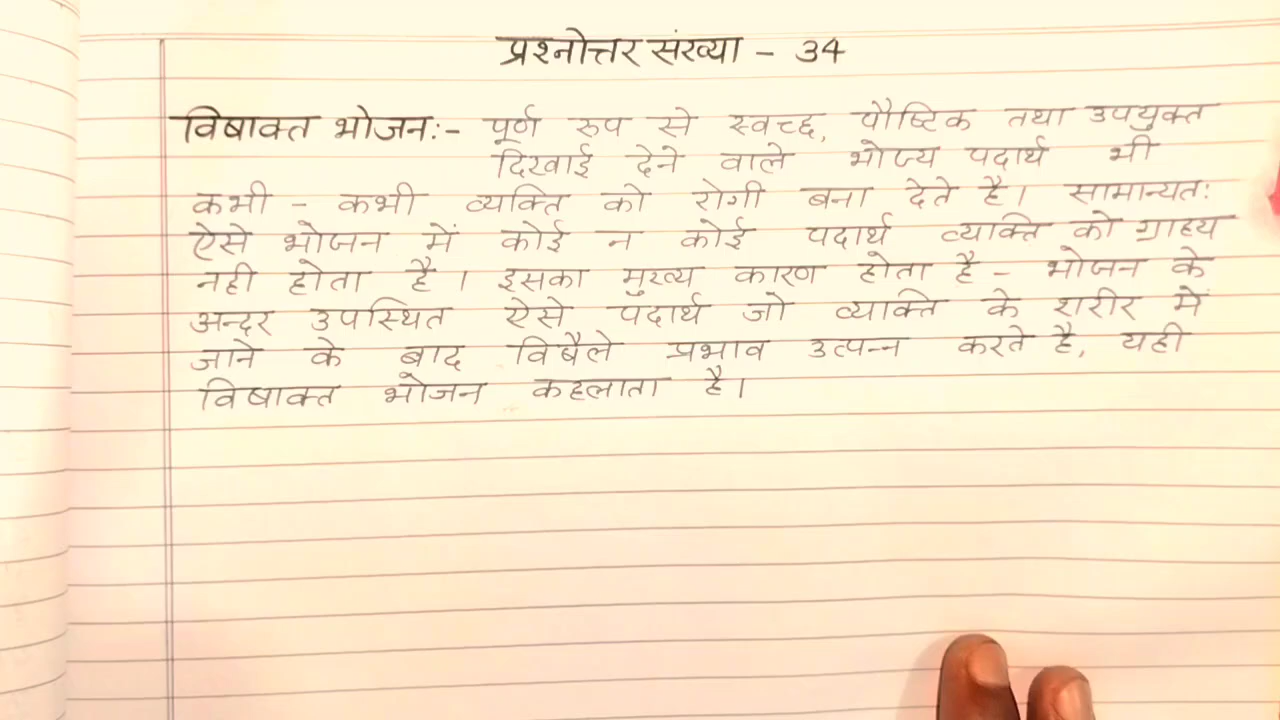 प्रश्नोत्तर संख्या - 34
विषाक्त भोजन:- पूर्ण रुप से स्वच्छ, पौष्टिक तथा उपयुक्त
दिखाई देने वाले भोज्य पदार्थ भी
कभी - कभी व्यक्ति को रोगी बना देते है। सामान्यत:
ऐसे भोजन में कोई न कोई पदार्थ व्यक्ति को ग्राह्य
नही होता है। इसका मुख्य कारण होता है - भोजन के
अन्दर उपस्थित ऐसे पदार्थ जो व्यक्ति के शरीर में
जाने के बाद विषैले प्रभाव उत्पन्न करते है, यही
विषाक्त भोजन कहलाता है।